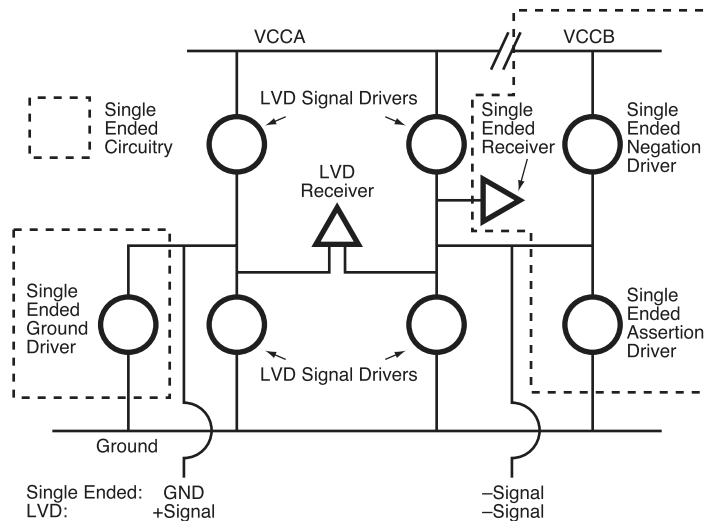 VCCA
VCCB
LVD Signal Drivers
Single
Ended
Circuitry
Single
Ended
Receiver
Single
Ended
Negation
Driver
LVD
Receiver
Single
Ended
Ground
Driver
Single
Ended
Assertion
Driver
LVD Signal Drivers
Ground
Single Ended: GND –Signal
LVD: +Signal –Signal